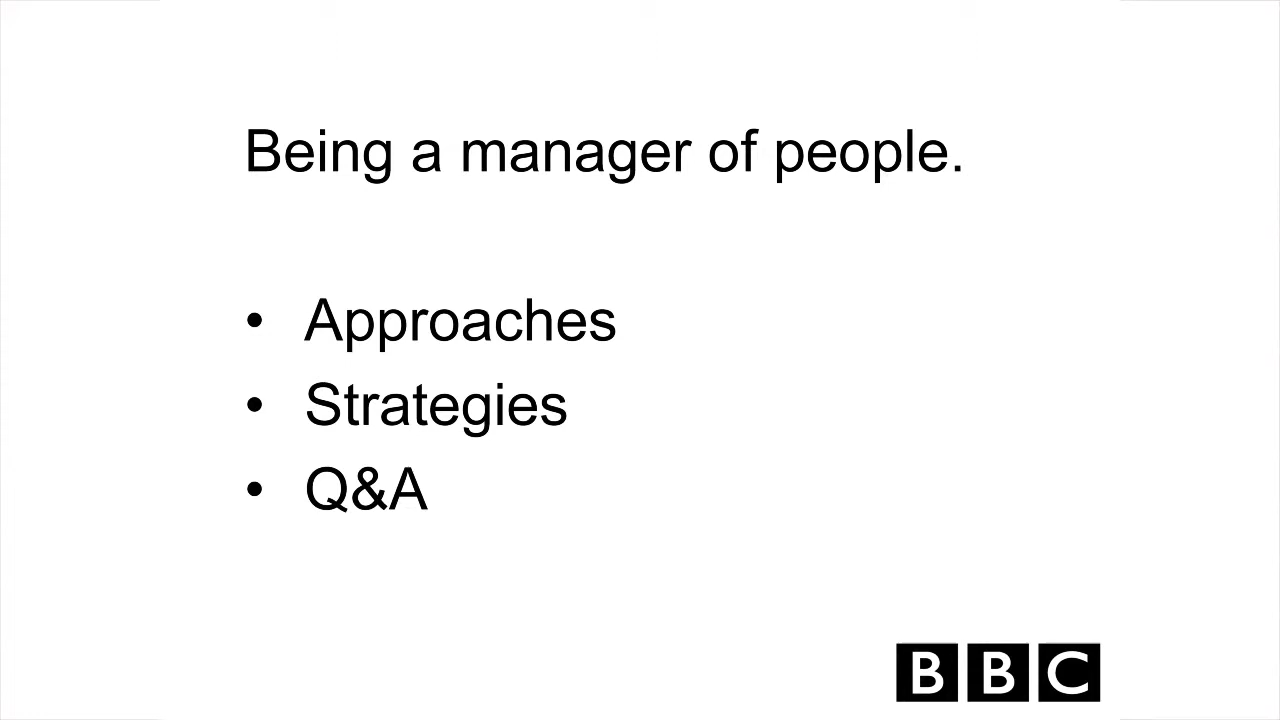 Being a manager of people.
• Approaches
• Strategies
• Q&A
BBC